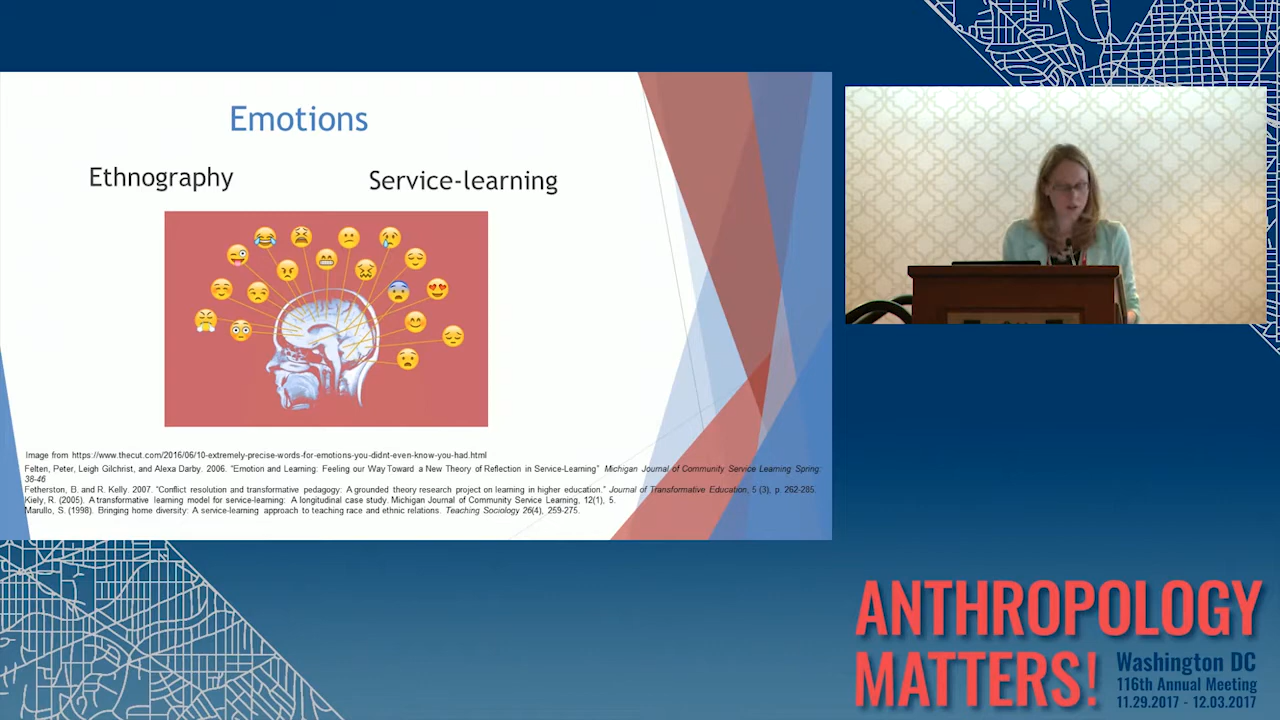 Emotions
Ethnography
Service-learning
Image from https://www.thecut.com/2016/06/10-extremely-precise-words-for-emotions-you-didnt-even-know-you-had.html
Felten, Peter, Leigh Gilchrist, and Alexa Darby. 2006. "Emotion and Learning: Feeling our Way Toward a New Theory of Reflection in Service-Learning" Michigan Journal of Community Service Learning Spring:
38-46
Fetherston, B. and R. Kelly. 2007. "Conflict resolution and transformative pedagogy: A grounded theory research project on learning in higher education." Journal of Transformative Education, 5 (3), p. 262-285.
Kiely, R. (2005). A transformative learning model for service-learning: A longitudinal case study. Michigan Journal of Community Service Learning, 12(1), 5.
Marullo, S. (1998). Bringing home diversity: A service-learning approach to teaching race and ethnic relations. Teaching Sociology 26(4), 259-275.
ANTHROPOLOGY
MATTERS!
Washington DC
116th Annual Meeting
11.29.2017 - 12.03.2017